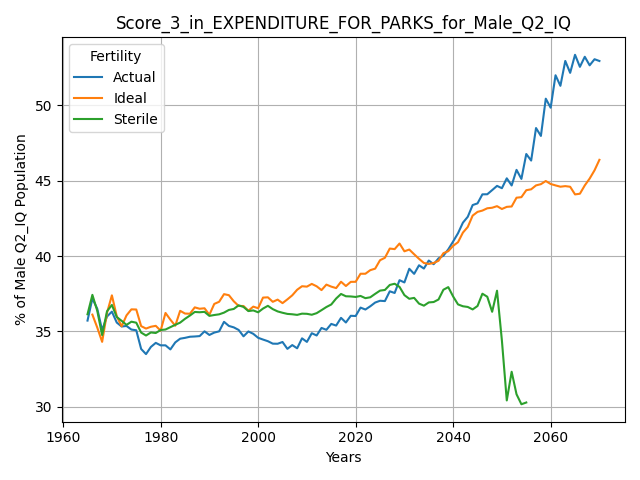 Score_3_in_EXPENDITURE_FOR_PARKS_for_Male_Q2_IQ
Fertility
Actual
Ideal
Sterile
% of Male Q2_IQ Population
50
45
40
35
30
1960 1980 2000 2020 2040 2060
Years